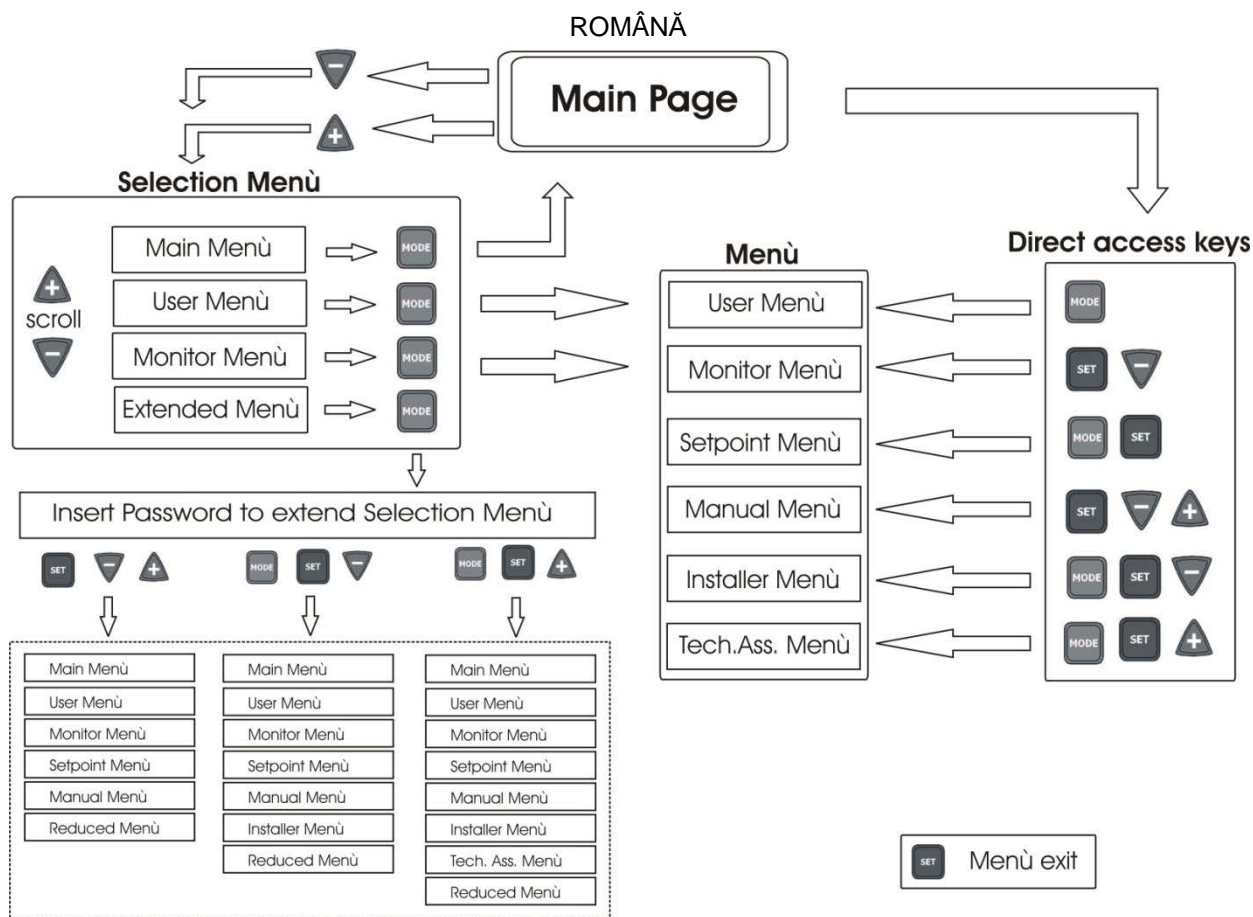 ROMÂNĂ
Main Page
Selection Menù
Main Menù
MODE
User Menù
MODE
Monitor Menù
MODE
Extended Menù
MODE
+
scroll
−
−
+
Insert Password to extend Selection Menù
SET − +
MODE SET −
MODE SET +
Main Menù
User Menù
Monitor Menù
Setpoint Menù
Manual Menù
Reduced Menù
Main Menù
User Menù
Monitor Menù
Setpoint Menù
Manual Menù
Installer Menù
Reduced Menù
Main Menù
User Menù
Monitor Menù
Setpoint Menù
Manual Menù
Installer Menù
Tech. Ass. Menù
Reduced Menù
Menù
User Menù
Monitor Menù
Setpoint Menù
Manual Menù
Installer Menù
Tech.Ass. Menù
Direct access keys
MODE
SET −
MODE SET
SET − +
MODE SET −
MODE SET +
SET Menù exit